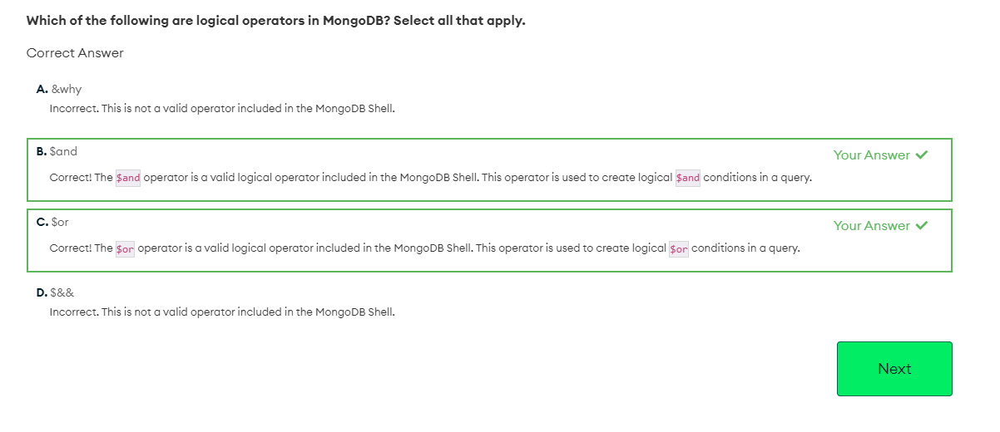 Which of the following are logical operators in MongoDB? Select all that apply.
Correct Answer
A. &why
Incorrect. This is not a valid operator included in the MongoDB Shell.
B. $and
Your Answer ✓
Correct! The $and operator is a valid logical operator included in the MongoDB Shell. This operator is used to create logical $and conditions in a query.
C. $or
Your Answer ✓
Correct! The $or operator is a valid logical operator included in the MongoDB Shell. This operator is used to create logical $or conditions in a query.
D. $&&
Incorrect. This is not a valid operator included in the MongoDB Shell.
Next